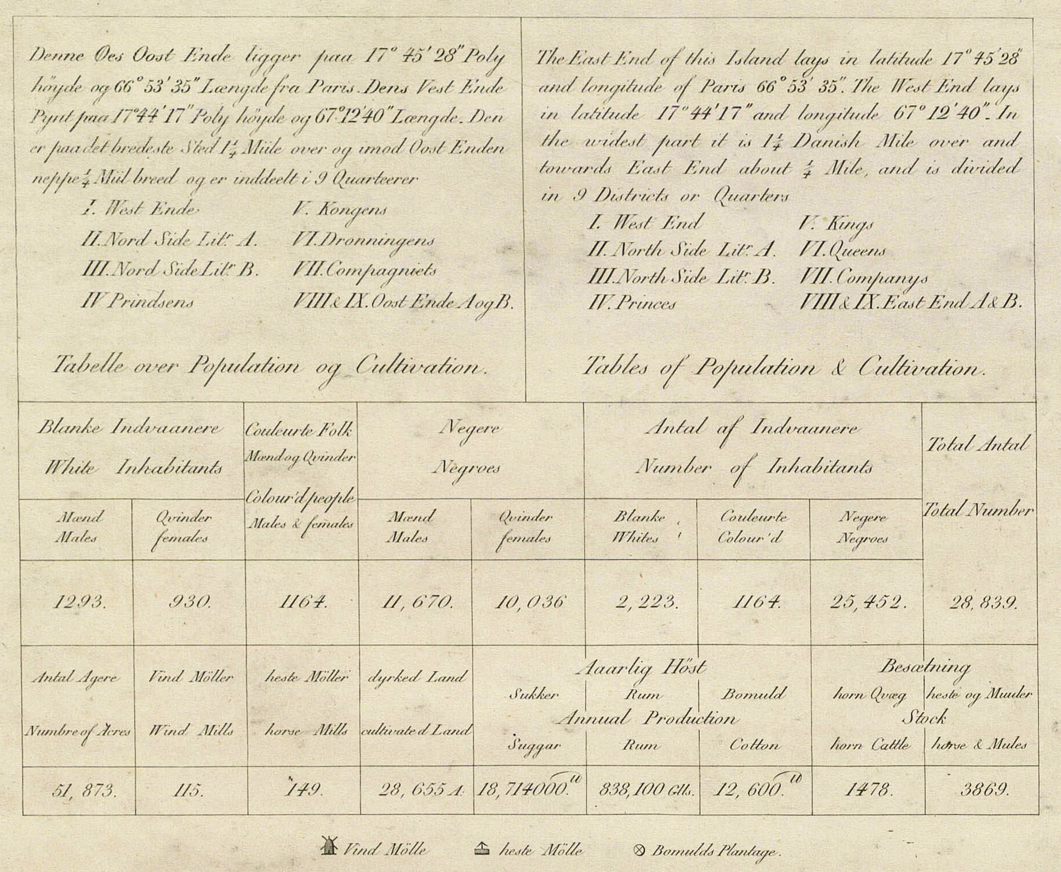 Denne Øes Oost Ende ligger paa 17° 45' 28" Poly
höyde og 66° 53' 35" Længde fra Paris. Dens Vest Ende
Pynt paa 17° 44' 17" Poly höyde og 67° 12' 40" Længde. Den
er paa det bredeste Sted 1 1/4 Miile over og imod Oost Enden
neppe 1/4 Miil breed og er inddeelt i 9 Quarteerer
I. West Ende V. Kongens
II. Nord Side Litr A. VI. Dronningens
III. Nord Side Litr B. VII. Compagniets
IV Prindsens VIII & IX. Oost Ende A og B.
Tabelle over Population og Cultivation.
The East End of this Island lays in latitude 17° 45' 28"
and longitude of Paris 66° 53' 35". The West End lays
in latitude 17° 44' 17" and longitude 67° 12' 40". In
the widest part it is 1 1/4 Danish Mile over and
towards East End about 1/4 Mile, and is divided
in 9 Districts or Quarters
I. West End V. Kings
II. North Side Litr A. VI. Queens
III. North Side Litr B. VII. Companys
IV. Princes VIII & IX. East End A & B.
Tables of Population & Cultivation.
Blanke Indvaanere
White Inhabitants
Couleurte Folk
Mænd og Qvinder
Colour'd people
Males & females
Negere
Negroes
Antal af Indvaanere
Number of Inhabitants
Total Antal
Total Number
Mænd
Males
Qvinder
females
Mænd
Males
Qvinder
females
Blanke
Whites
Couleurte
Colour'd
Negere
Negroes
1293. 930. 1164. 11,670. 10,036 2,223. 1164. 25,452. 28,839.
Antal Agere
Numbre of Acres
Vind Möller
Wind Mills
heste Möller
horse Mills
dyrked Land
cultivated Land
Aarlig Höst
Sukker Rum Bomuld
Annual Production
Suggar Rum Cotton
Besætning
horn Qvæg heste og Muuler
Stock
horn Cattle horse & Mules
51,873. 115. 149. 28,655 A. 18,714000. lb 838,100 Glls. 12,600. lb 1478. 3869.
Vind Mölle heste Mölle Bomulds Plantage.